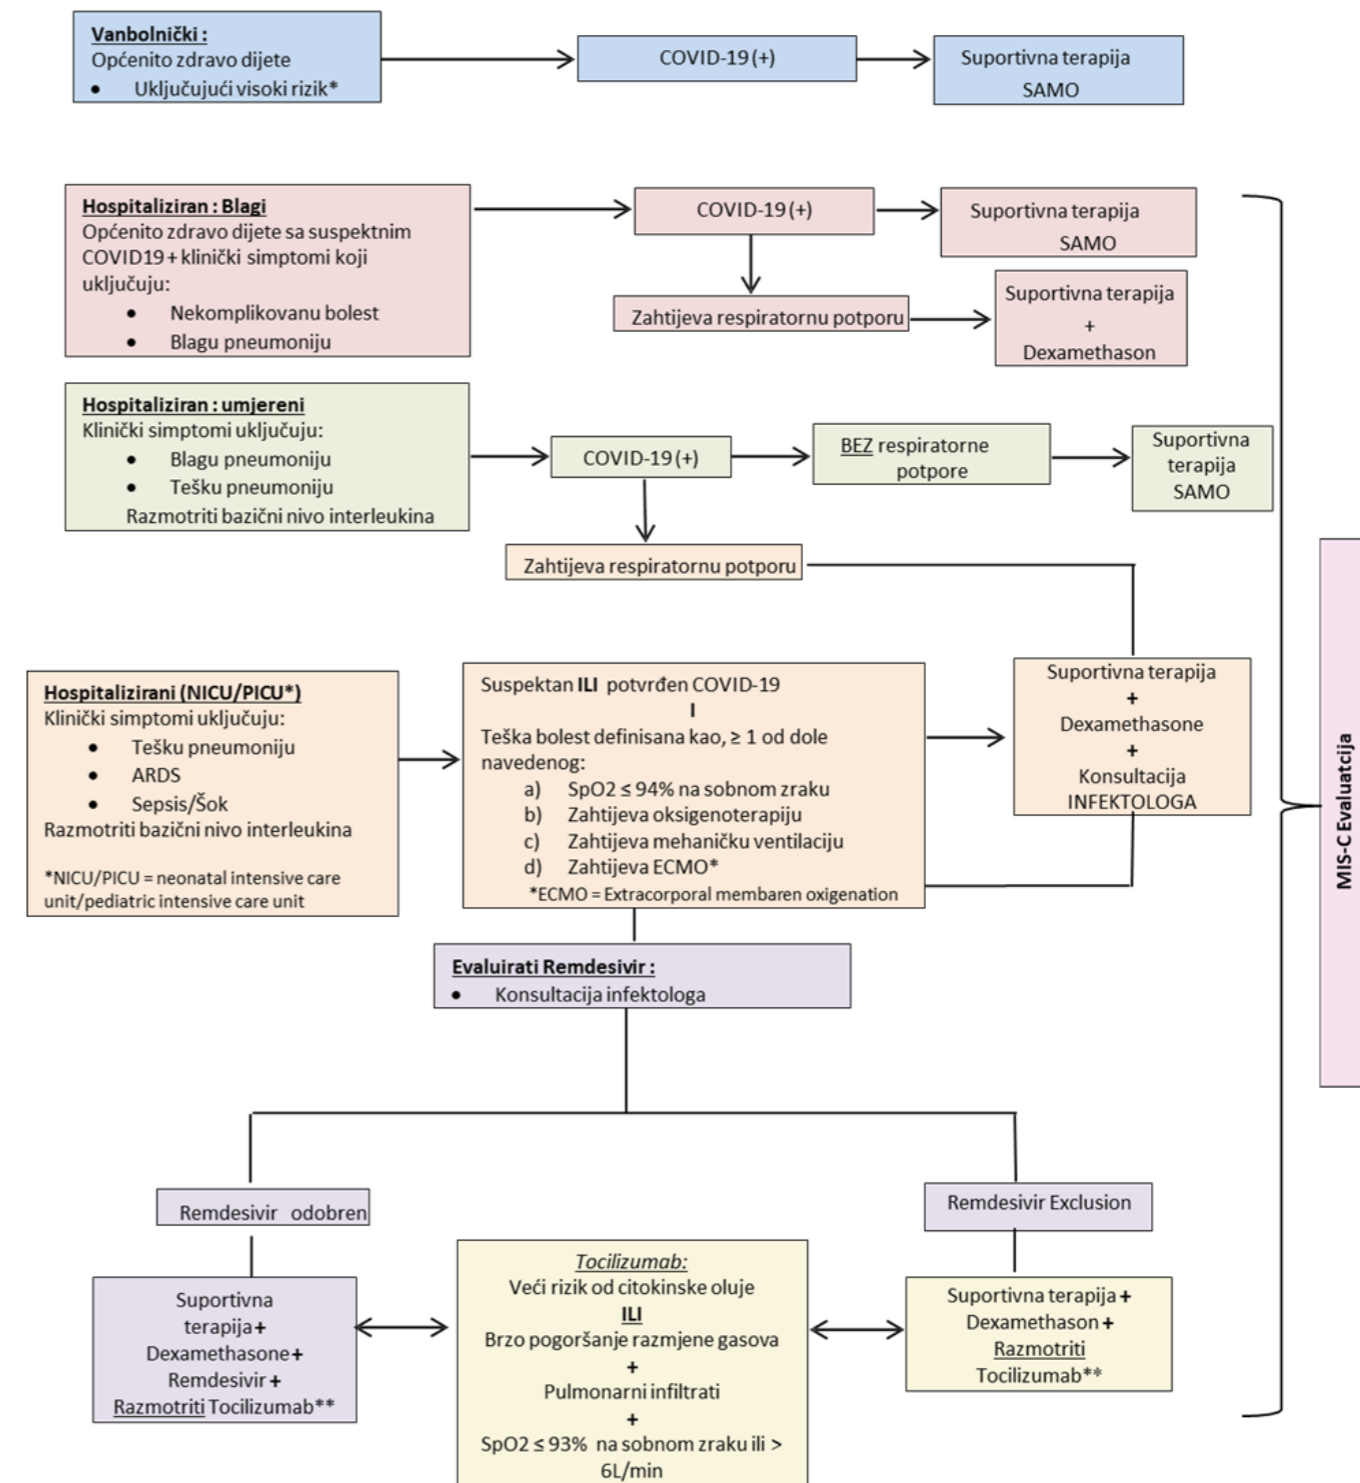 Vanbolnički :
Općenito zdravo dijete
• Uključujući visoki rizik*
COVID-19 (+)
Suportivna terapija
SAMO
Hospitaliziran : Blagi
Općenito zdravo dijete sa suspektnim
COVID19 + klinički simptomi koji
uključuju:
• Nekomplikovanu bolest
• Blagu pneumoniju
COVID-19 (+)
Suportivna terapija
SAMO
Zahtijeva respiratornu potporu
Suportivna terapija
+
Dexamethason
Hospitaliziran : umjereni
Klinički simptomi uključuju:
• Blagu pneumoniju
• Tešku pneumoniju
Razmotriti bazični nivo interleukina
COVID-19 (+)
BEZ respiratorne
potpore
Suportivna
terapija
SAMO
Zahtijeva respiratornu potporu
Hospitalizirani (NICU/PICU*)
Klinički simptomi uključuju:
• Tešku pneumoniju
• ARDS
• Sepsis/Šok
Razmotriti bazični nivo interleukina
*NICU/PICU = neonatal intensive care
unit/pediatric intensive care unit
Suspektan ILI potvrđen COVID-19
I
Teška bolest definisana kao, ≥ 1 od dole
navedenog:
a) SpO2 ≤ 94% na sobnom zraku
b) Zahtijeva oksigenoterapiju
c) Zahtijeva mehaničku ventilaciju
d) Zahtijeva ECMO*
*ECMO = Extracorporal membaren oxigenation
Suportivna terapija
+
Dexamethasone
+
Konsultacija
INFEKTOLOGA
MIS-C Evaluatcija
Evaluirati Remdesivir :
• Konsultacija infektologa
Remdesivir odobren
Remdesivir Exclusion
Suportivna
terapija +
Dexamethasone +
Remdesivir +
Razmotriti Tocilizumab**
Tocilizumab:
Veći rizik od citokinske oluje
ILI
Brzo pogoršanje razmjene gasova
+
Pulmonarni infiltrati
+
SpO2 ≤ 93% na sobnom zraku ili >
6L/min
Suportivna terapija +
Dexamethason +
Razmotriti
Tocilizumab**